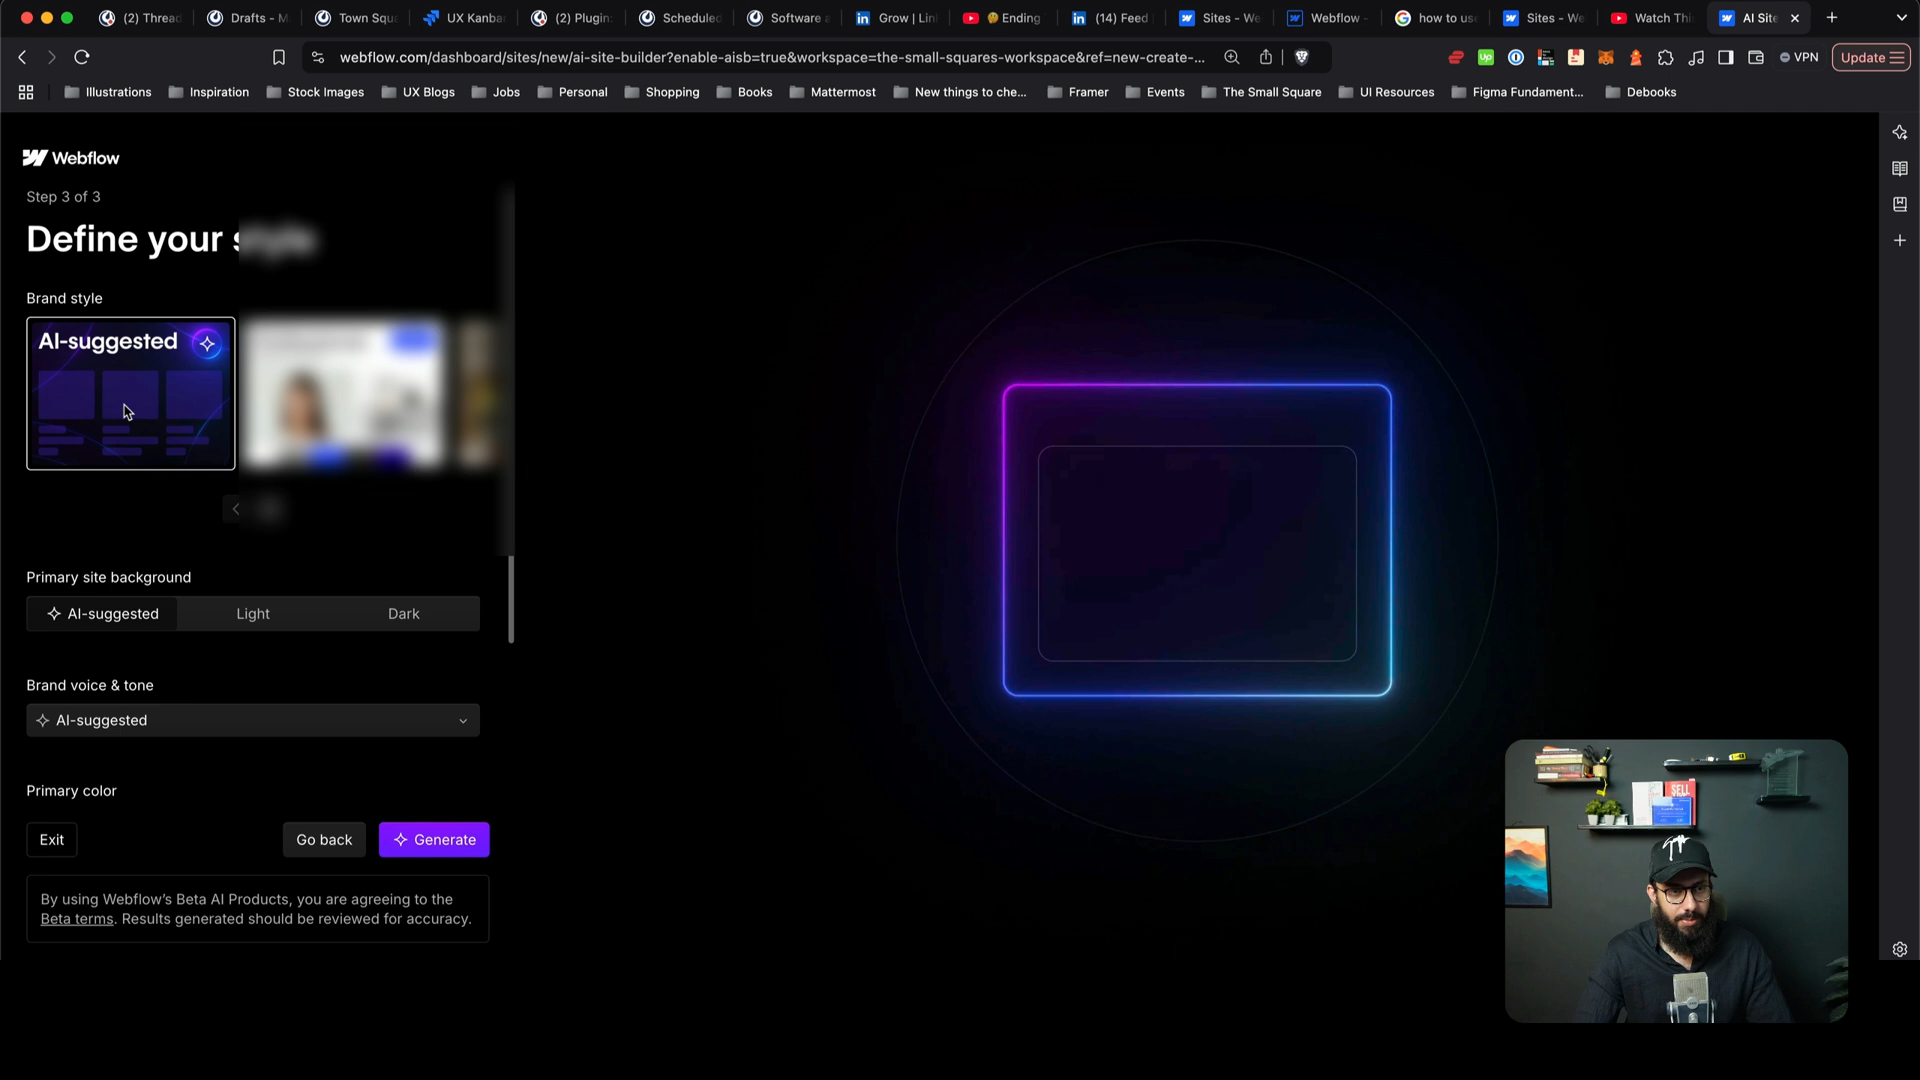 (2) Thread
Drafts - M
Town Squa
UX Kanba
(2) Plugin:
Scheduled
Software a
Grow | Lin
Ending
(14) Feed
Sites - We
Webflow -
how to us
Sites - We
Watch Thi
AI Site
webflow.com/dashboard/sites/new/ai-site-builder?enable-aisb=true&workspace=the-small-squares-workspace&ref=new-create-...
VPN
Update
Illustrations
Inspiration
Stock Images
UX Blogs
Jobs
Personal
Shopping
Books
Mattermost
New things to che...
Framer
Events
The Small Square
UI Resources
Figma Fundament...
Debooks
Webflow
Step 3 of 3
Define your
Brand style
AI-suggested
Primary site background
AI-suggested
Light
Dark
Brand voice & tone
AI-suggested
Primary color
Exit
Go back
Generate
By using Webflow's Beta AI Products, you are agreeing to the
Beta terms. Results generated should be reviewed for accuracy.
SELL